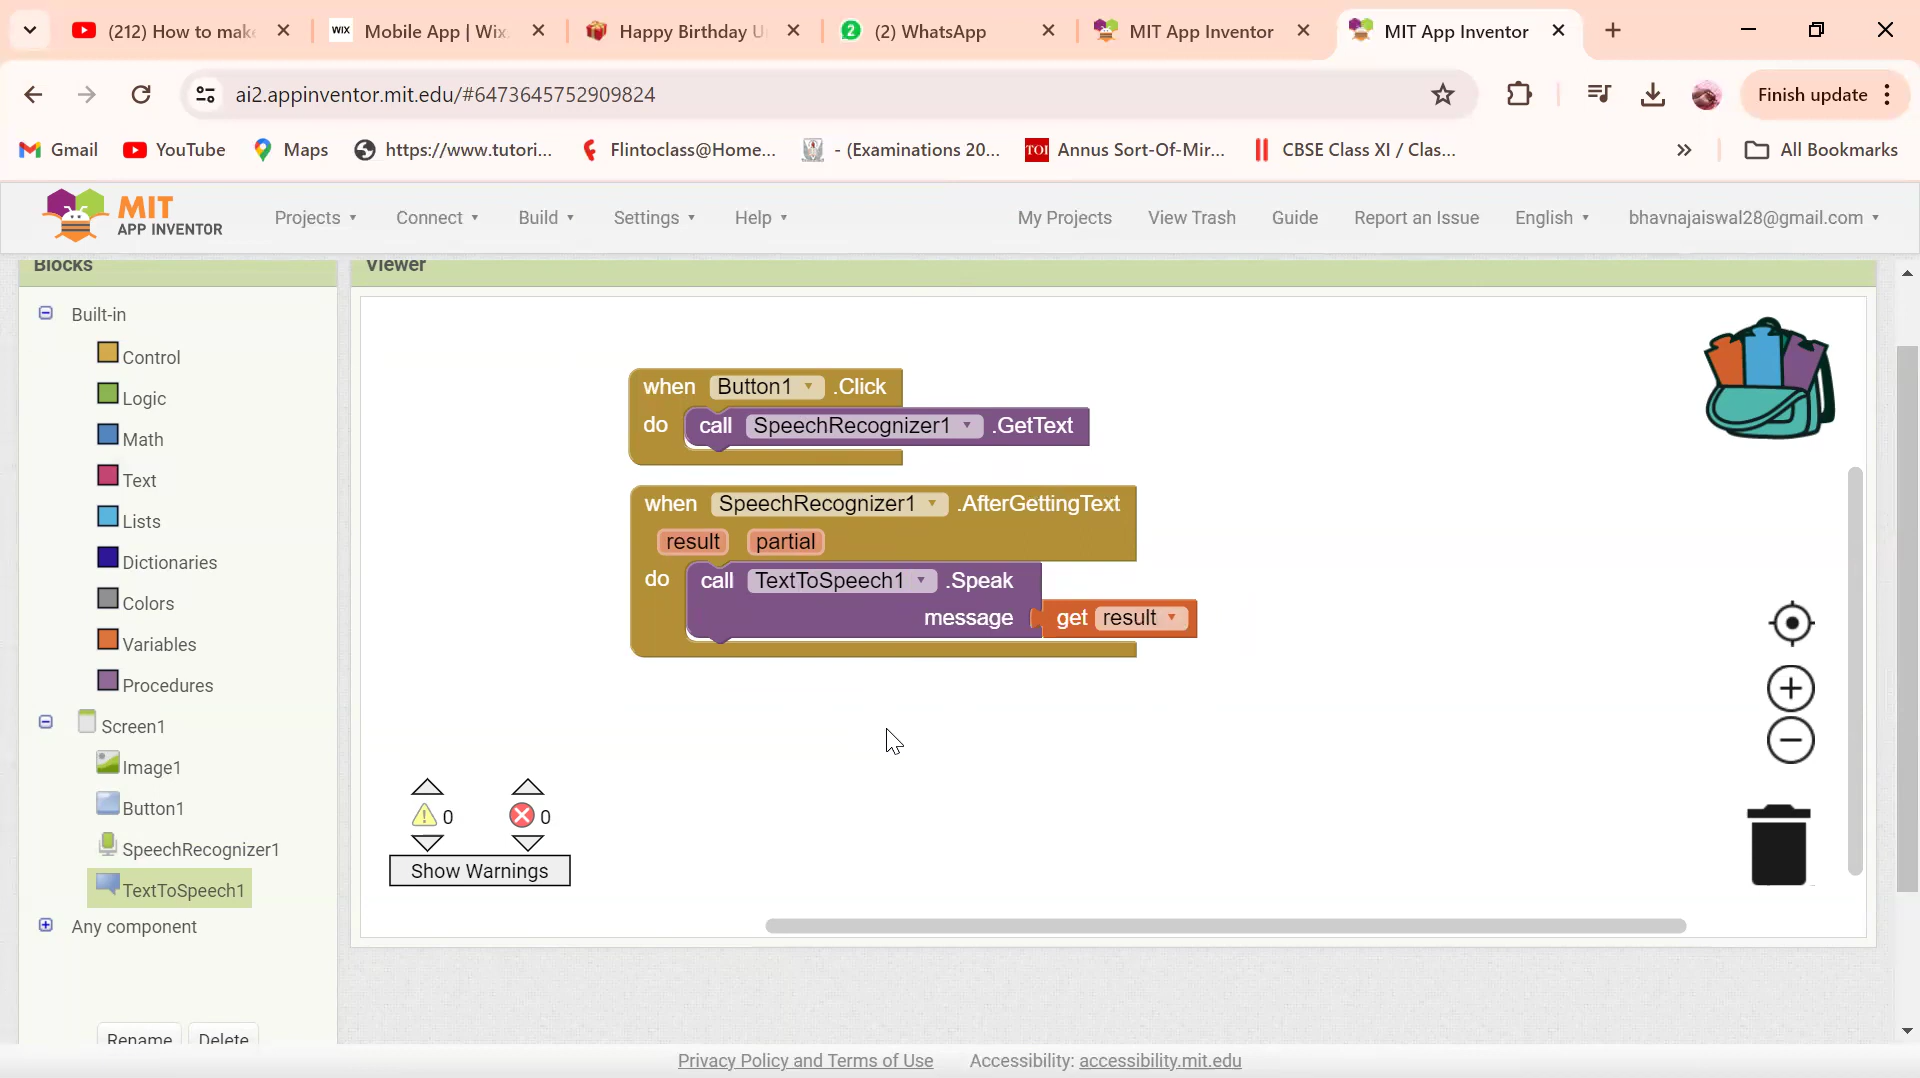 (212) How to make
WIX Mobile App | Wix.
Happy Birthday U
2 (2) WhatsApp
MIT App Inventor
MIT App Inventor
ai2.appinventor.mit.edu/#6473645752909824
Finish update
Gmail
YouTube
Maps
https://www.tutori...
Flintoclass@Home...
- (Examinations 20...
TOI Annus Sort-Of-Mir...
CBSE Class XI / Clas...
All Bookmarks
MIT
APP INVENTOR
Projects
Connect
Build
Settings
Help
My Projects
View Trash
Guide
Report an Issue
English
bhavnajaiswal28@gmail.com
Blocks
Viewer
Built-in
Control
Logic
Math
Text
Lists
Dictionaries
Colors
Variables
Procedures
Screen1
Image1
Button1
SpeechRecognizer1
TextToSpeech1
Any component
Rename
Delete
when Button1 .Click
do call SpeechRecognizer1 .GetText
when SpeechRecognizer1 .AfterGettingText
result partial
do call TextToSpeech1 .Speak
message get result
0 0
Show Warnings
Privacy Policy and Terms of Use Accessibility: accessibility.mit.edu